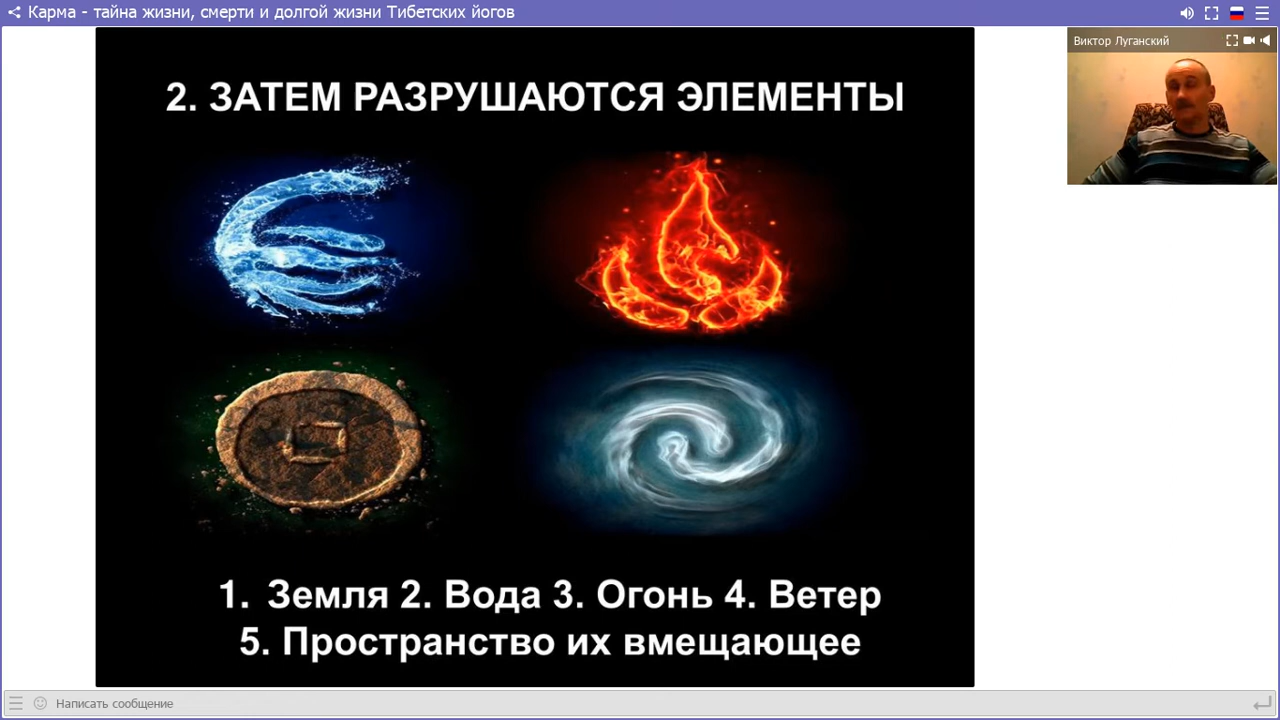 Карма - тайна жизни, смерти и долгой жизни Тибетских йогов
Виктор Луганский
2. ЗАТЕМ РАЗРУШАЮТСЯ ЭЛЕМЕНТЫ
1. Земля 2. Вода 3. Огонь 4. Ветер
5. Пространство их вмещающее
Написать сообщение